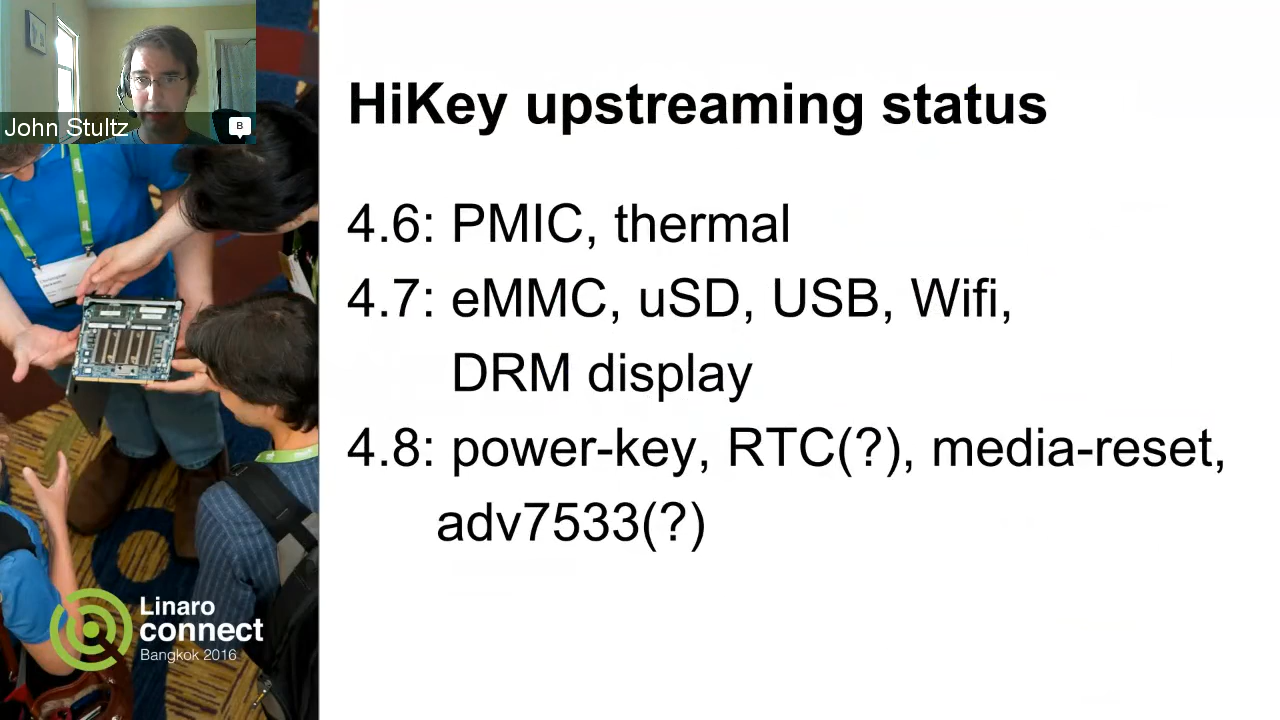 John Stultz
B
HiKey upstreaming status
4.6: PMIC, thermal
4.7: eMMC, uSD, USB, Wifi,
DRM display
4.8: power-key, RTC(?), media-reset,
adv7533(?)
Linaro
connect
Bangkok 2016